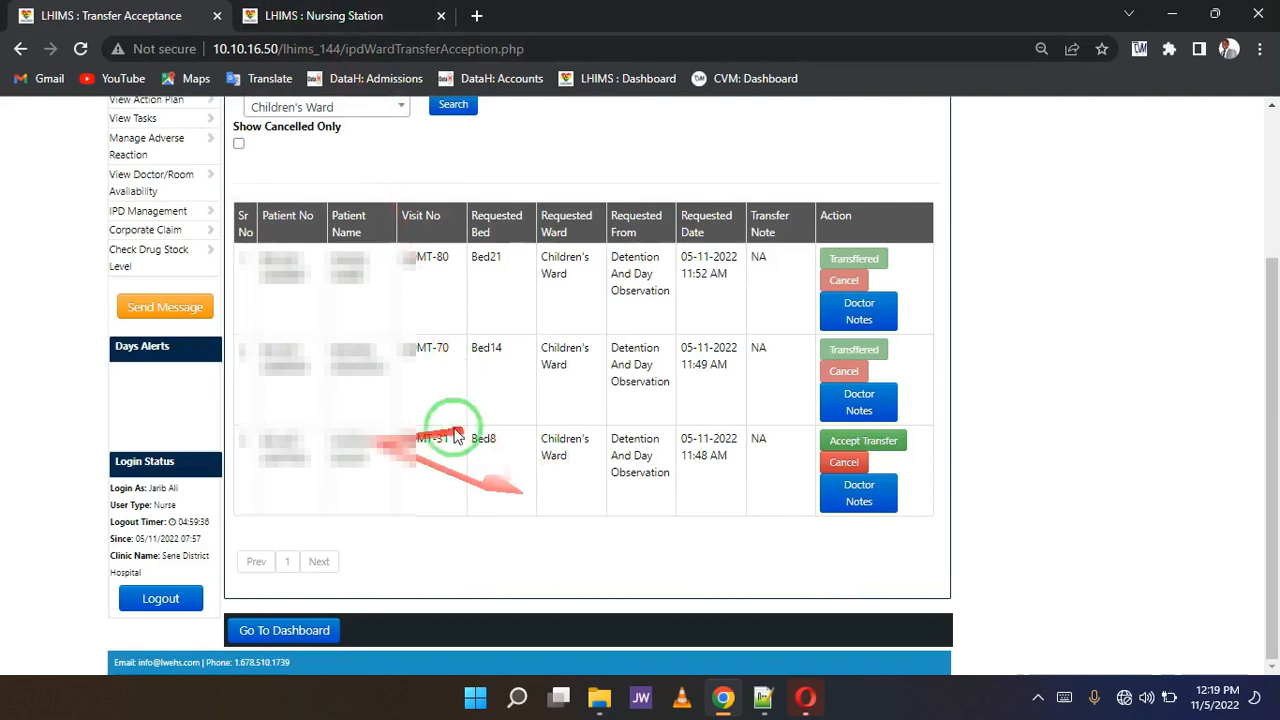 LHIMS : Transfer Acceptance
LHIMS : Nursing Station
Not secure
10.10.16.50/lhims_144/ipdWardTransferAcception.php
Gmail
YouTube
Maps
Translate
DataH: Admissions
DataH: Accounts
LHIMS : Dashboard
CVM: Dashboard
View Action Plan
View Tasks
Manage Adverse
Reaction
View Doctor/Room
Availability
IPD Management
Corporate Claim
Check Drug Stock
Level
Send Message
Days Alerts
Login Status
Login As: Jarib Ali
User Type: Nurse
Logout Timer: 04:59:36
Since: 05/11/2022 07:57
Clinic Name: Sene District
Hospital
Logout
Children's Ward
Search
Show Cancelled Only
Sr
No
Patient No
Patient
Name
Visit No
Requested
Bed
Requested
Ward
Requested
From
Requested
Date
Transfer
Note
Action
MT-80
Bed21
Children's
Ward
Detention
And Day
Observation
05-11-2022
11:52 AM
NA
Transffered
Cancel
Doctor
Notes
MT-70
Bed14
Children's
Ward
Detention
And Day
Observation
05-11-2022
11:49 AM
NA
Transffered
Cancel
Doctor
Notes
MT-31
Bed8
Children's
Ward
Detention
And Day
Observation
05-11-2022
11:48 AM
NA
Accept Transfer
Cancel
Doctor
Notes
Prev
1
Next
Go To Dashboard
Email: info@lwehs.com | Phone: 1.678.510.1739
JW
12:19 PM
11/5/2022